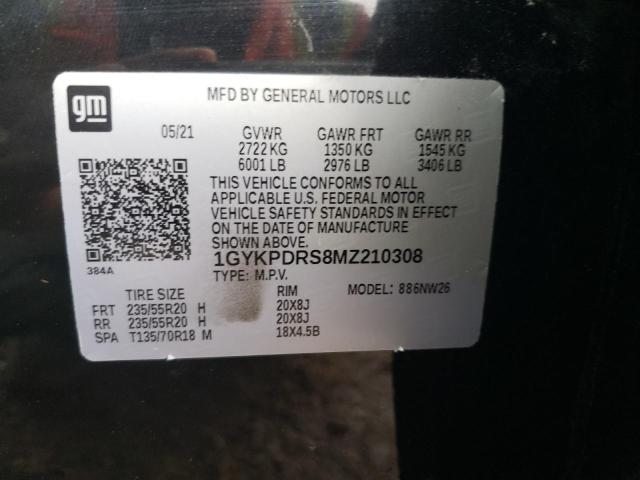 gm
MFD BY GENERAL MOTORS LLC
05/21 GVWR GAWR FRT GAWR RR
2722 KG 1350 KG 1545 KG
6001 LB 2976 LB 3406 LB
THIS VEHICLE CONFORMS TO ALL
APPLICABLE U.S. FEDERAL MOTOR
VEHICLE SAFETY STANDARDS IN EFFECT
ON THE DATE OF MANUFACTURE
SHOWN ABOVE.
384A
1GYKPDRS8MZ210308
TYPE: M.P.V. MODEL: 886NW26
TIRE SIZE RIM
FRT 235/55R20 H 20X8J
RR 235/55R20 H 20X8J
SPA T135/70R18 M 18X4.5B